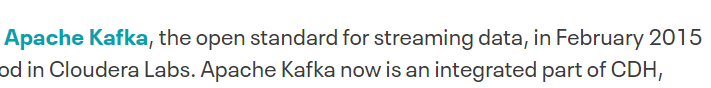 Apache Kafka, the open standard for streaming data, in February 2015
in Cloudera Labs. Apache Kafka now is an integrated part of CDH,